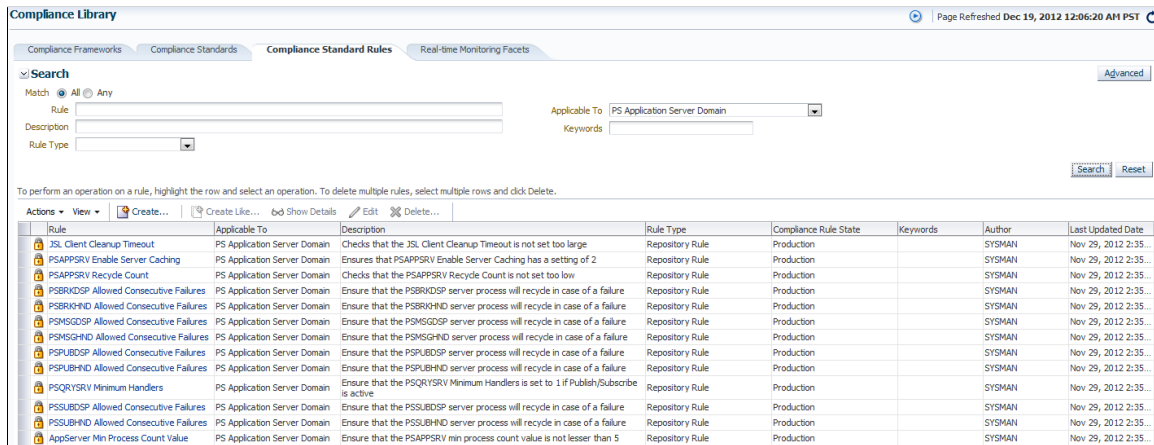 Compliance Library
Page Refreshed Dec 19, 2012 12:06:20 AM PST
Compliance Frameworks Compliance Standards Compliance Standard Rules Real-time Monitoring Facets
Search
Advanced
Match All Any
Rule Applicable To PS Application Server Domain
Description Keywords
Rule Type
Search Reset
To perform an operation on a rule, highlight the row and select an operation. To delete multiple rules, select multiple rows and click Delete.
Actions View Create... Create Like... Show Details Edit Delete...
Rule Applicable To Description Rule Type Compliance Rule State Keywords Author Last Updated Date
JSL Client Cleanup Timeout PS Application Server Domain Checks that the JSL Client Cleanup Timeout is not set too large Repository Rule Production SYSMAN Nov 29, 2012 2:35...
PSAPPSRV Enable Server Caching PS Application Server Domain Ensures that PSAPPSRV Enable Server Caching has a setting of 2 Repository Rule Production SYSMAN Nov 29, 2012 2:35...
PSAPPSRV Recycle Count PS Application Server Domain Checks that the PSAPPSRV Recycle Count is not set too low Repository Rule Production SYSMAN Nov 29, 2012 2:35...
PSBRKDSP Allowed Consecutive Failures PS Application Server Domain Ensure that the PSBRKDSP server process will recycle in case of a failure Repository Rule Production SYSMAN Nov 29, 2012 2:35...
PSBRKHND Allowed Consecutive Failures PS Application Server Domain Ensure that the PSBRKHND server process will recycle in case of a failure Repository Rule Production SYSMAN Nov 29, 2012 2:35...
PSMSGDSP Allowed Consecutive Failures PS Application Server Domain Ensure that the PSMSGDSP server process will recycle in case of a failure Repository Rule Production SYSMAN Nov 29, 2012 2:35...
PSMSGHND Allowed Consecutive Failures PS Application Server Domain Ensure that the PSMSGHND server process will recycle in case of a failure Repository Rule Production SYSMAN Nov 29, 2012 2:35...
PSPUBDSP Allowed Consecutive Failures PS Application Server Domain Ensure that the PSPUBDSP server process will recycle in case of a failure Repository Rule Production SYSMAN Nov 29, 2012 2:35...
PSPUBHND Allowed Consecutive Failures PS Application Server Domain Ensure that the PSPUBHND server process will recycle in case of a failure Repository Rule Production SYSMAN Nov 29, 2012 2:35...
PSQRYSRV Minimum Handlers PS Application Server Domain Ensure that the PSQRYSRV Minimum Handlers is set to 1 if Publish/Subscribe Repository Rule Production SYSMAN Nov 29, 2012 2:35...
is active
PSSUBDSP Allowed Consecutive Failures PS Application Server Domain Ensure that the PSSUBDSP server process will recycle in case of a failure Repository Rule Production SYSMAN Nov 29, 2012 2:35...
PSSUBHND Allowed Consecutive Failures PS Application Server Domain Ensure that the PSSUBHND server process will recycle in case of a failure Repository Rule Production SYSMAN Nov 29, 2012 2:35...
AppServer Min Process Count Value PS Application Server Domain Ensure that the PSAPPSRV min process count value is not lesser than 5 Repository Rule Production SYSMAN Nov 29, 2012 2:35...